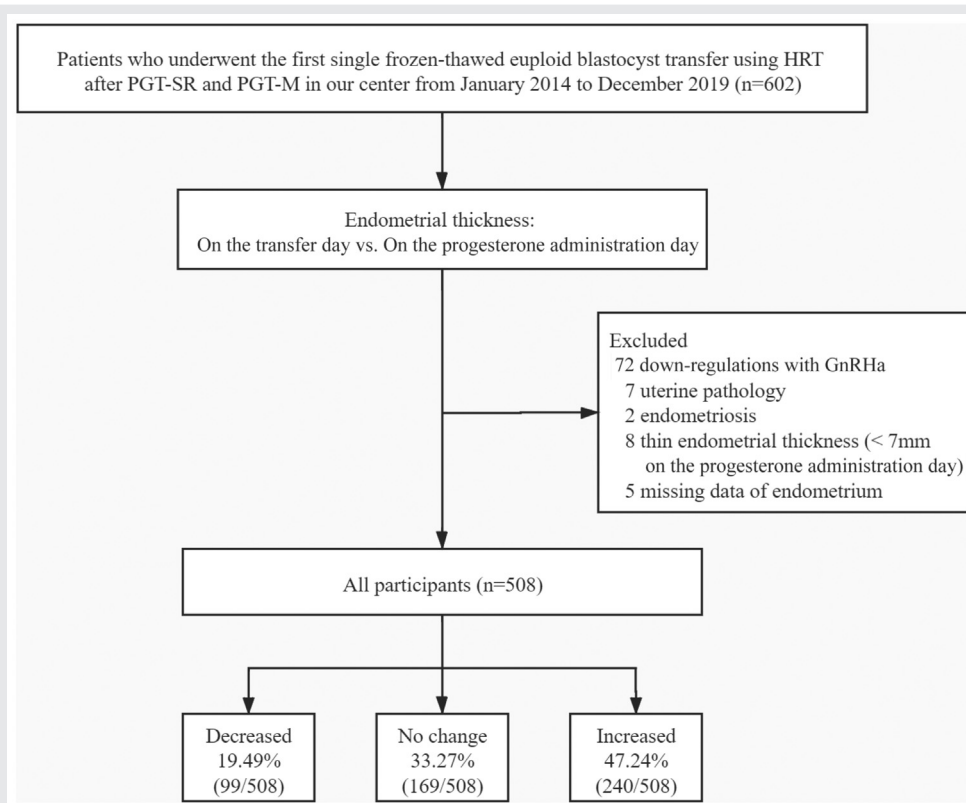 Patients who underwent the first single frozen-thawed euploid blastocyst transfer using HRT
after PGT-SR and PGT-M in our center from January 2014 to December 2019 (n=602)
Endometrial thickness:
On the transfer day vs. On the progesterone administration day
Excluded
72 down-regulations with GnRHa
7 uterine pathology
2 endometriosis
8 thin endometrial thickness (< 7mm
on the progesterone administration day)
5 missing data of endometrium
All participants (n=508)
Decreased
19.49%
(99/508)
No change
33.27%
(169/508)
Increased
47.24%
(240/508)